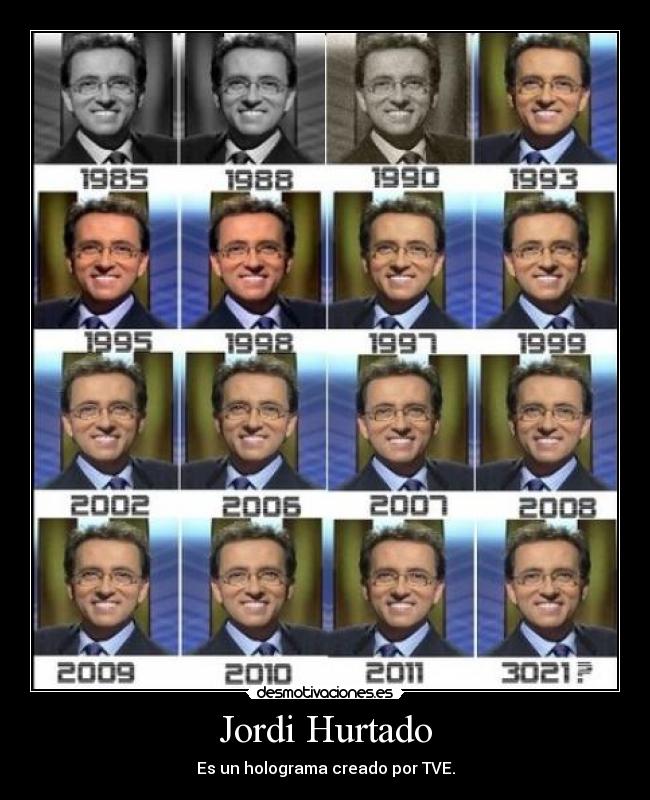 1985 1988 1990 1993
1995 1998 1997 1999
2002 2006 2007 2008
2009 2010 2011 3021?
desmotivaciones.es
Jordi Hurtado
Es un holograma creado por TVE.